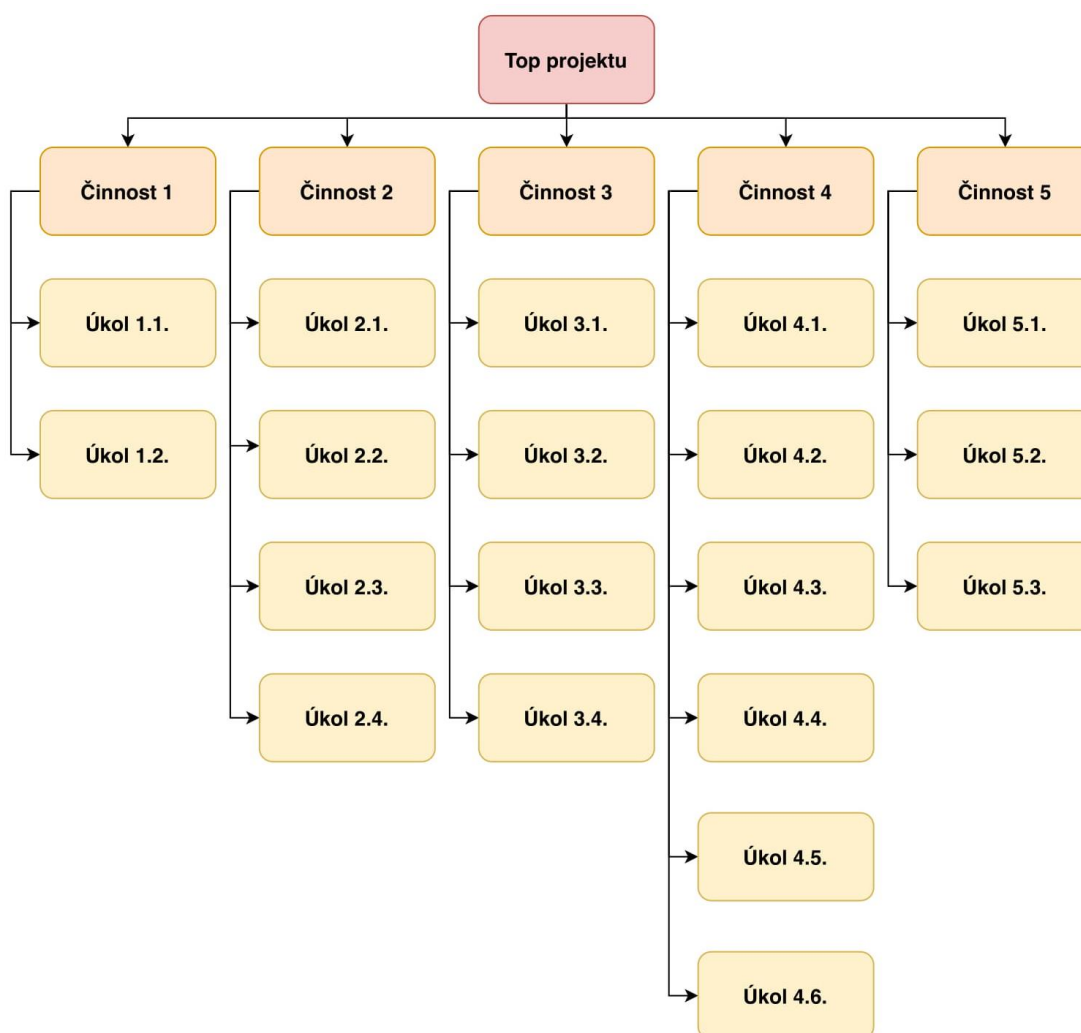 Top projektu
Činnost 1
Činnost 2
Činnost 3
Činnost 4
Činnost 5
Úkol 1.1.
Úkol 2.1.
Úkol 3.1.
Úkol 4.1.
Úkol 5.1.
Úkol 1.2.
Úkol 2.2.
Úkol 3.2.
Úkol 4.2.
Úkol 5.2.
Úkol 2.3.
Úkol 3.3.
Úkol 4.3.
Úkol 5.3.
Úkol 2.4.
Úkol 3.4.
Úkol 4.4.
Úkol 4.5.
Úkol 4.6.